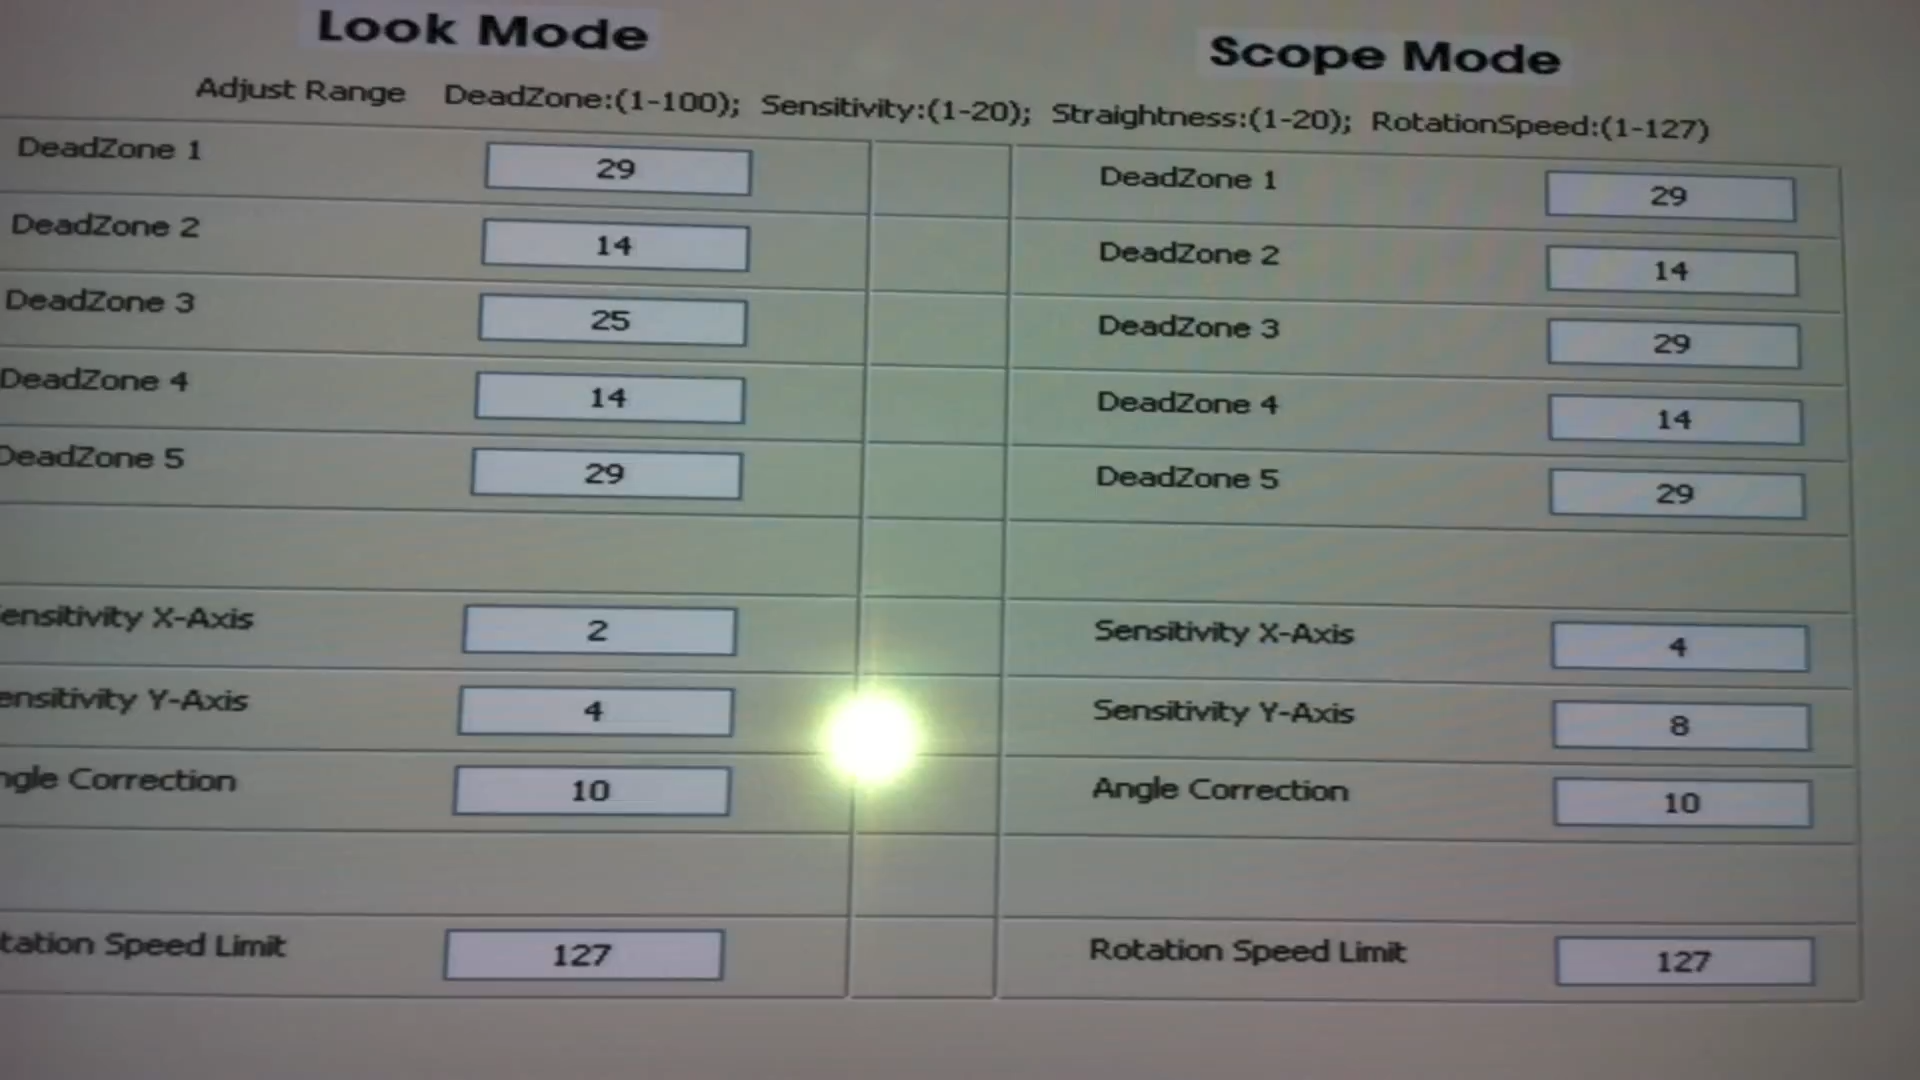 Look Mode Scope Mode
Adjust Range DeadZone:(1-100); Sensitivity:(1-20); Straightness:(1-20); RotationSpeed:(1-127)
DeadZone 1 29 DeadZone 1 29
DeadZone 2 14 DeadZone 2 14
DeadZone 3 25 DeadZone 3 29
DeadZone 4 14 DeadZone 4 14
DeadZone 5 29 DeadZone 5 29
ensitivity X-Axis 2 Sensitivity X-Axis 4
ensitivity Y-Axis 4 Sensitivity Y-Axis 8
ngle Correction 10 Angle Correction 10
tation Speed Limit 127 Rotation Speed Limit 127